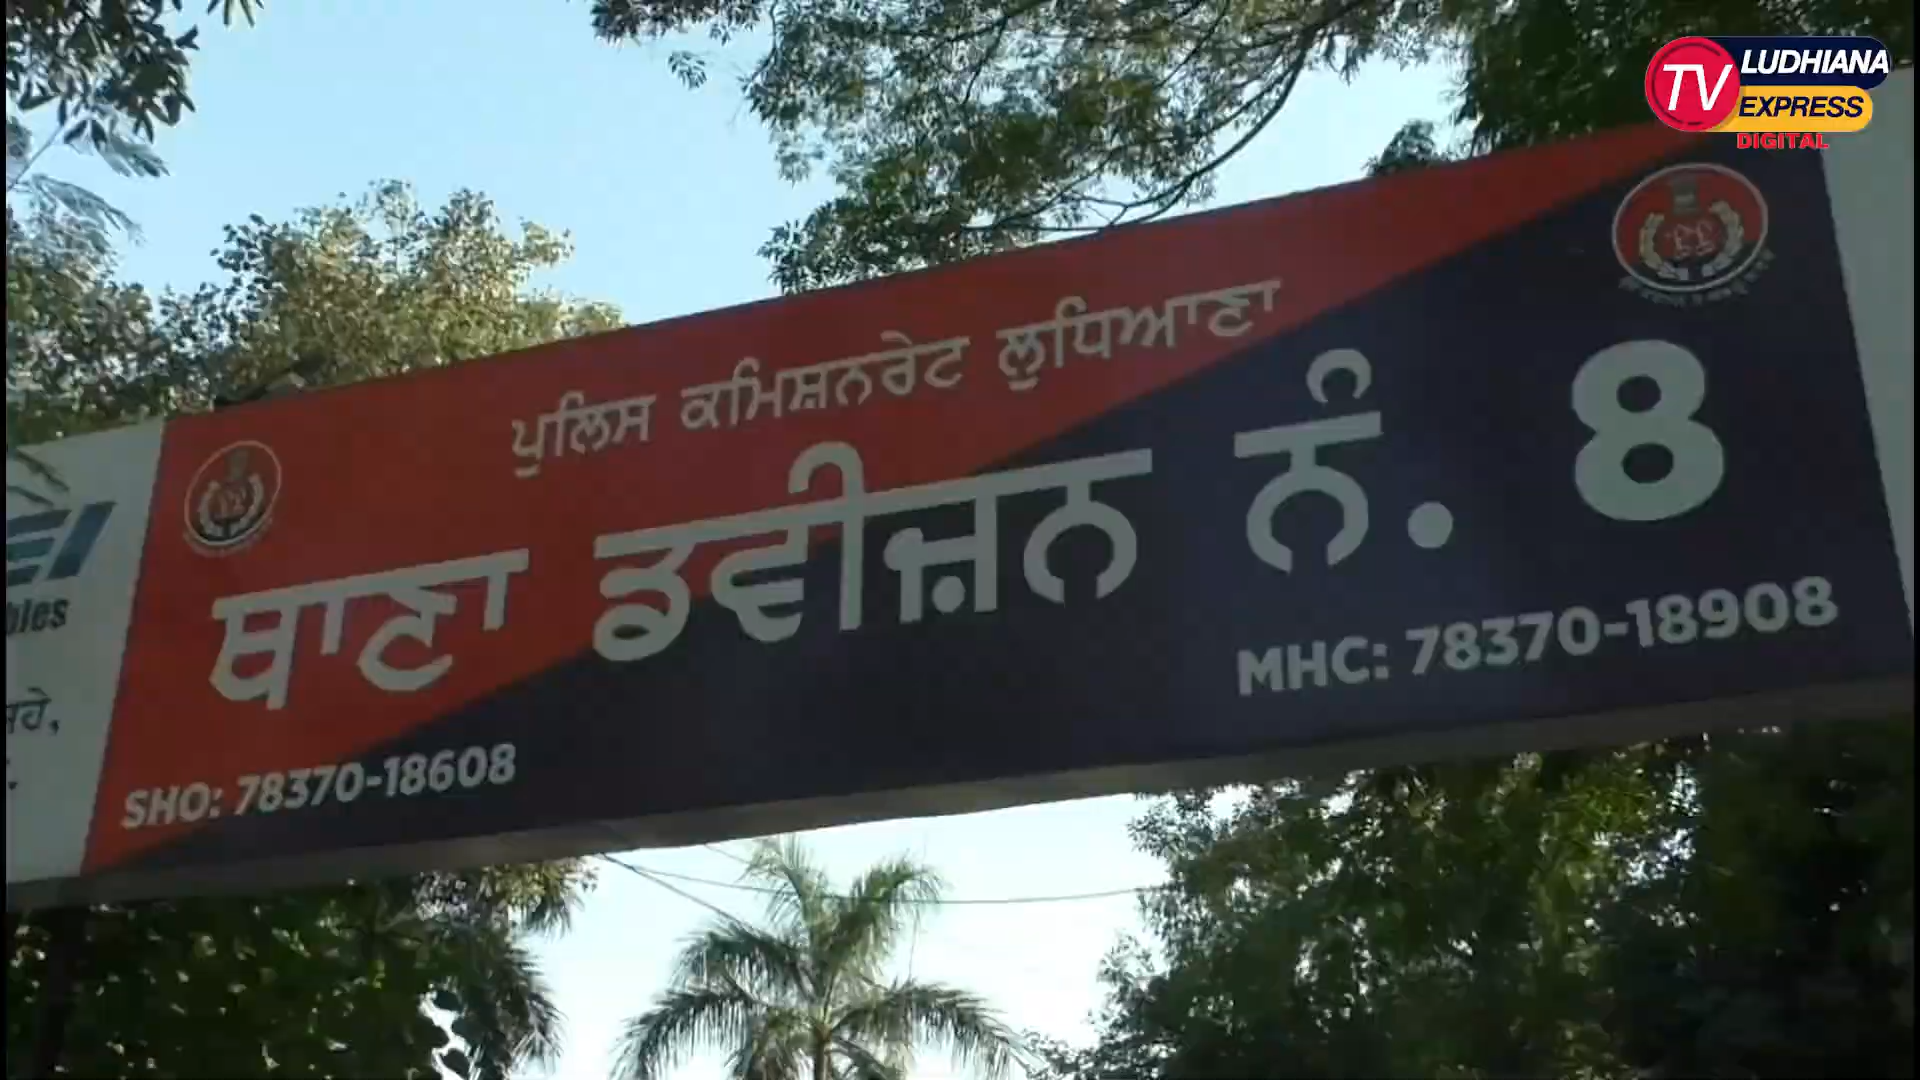 TV LUDHIANA
EXPRESS
DIGITAL
ਪੁਲਿਸ ਕਮਿਸ਼ਨਰੇਟ ਲੁਧਿਆਣਾ
ਥਾਣਾ ਡਵੀਜ਼ਨ ਨੰ. 8
MHC: 78370-18908
SHO: 78370-18608